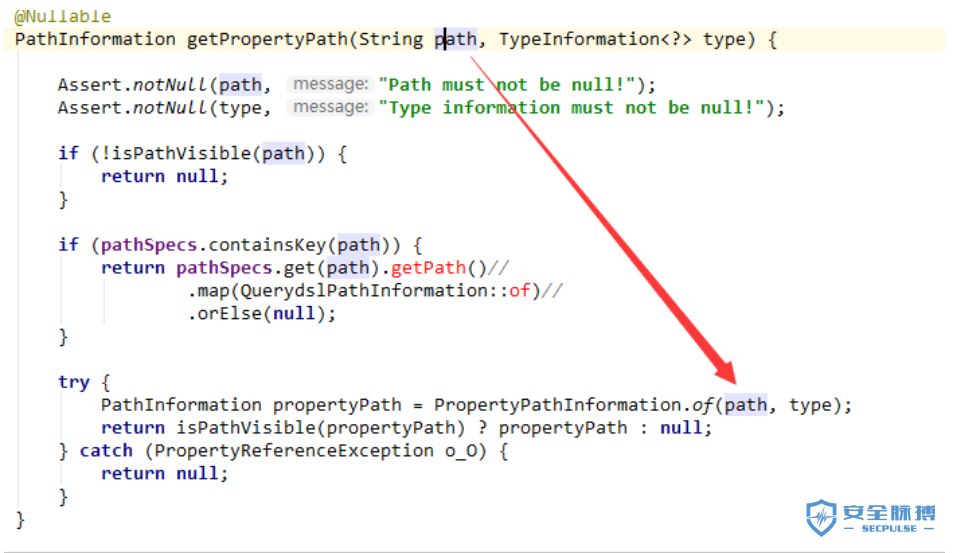 @Nullable
PathInformation getPropertyPath(String path, TypeInformation<?> type) {
Assert.notNull(path, message: "Path must not be null!");
Assert.notNull(type, message: "Type information must not be null!");
if (!isPathVisible(path)) {
return null;
}
if (pathSpecs.containsKey(path)) {
return pathSpecs.get(path).getPath()//
.map(QuerydslPathInformation::of)//
.orElse(null);
}
try {
PathInformation propertyPath = PropertyPathInformation.of(path, type);
return isPathVisible(propertyPath) ? propertyPath : null;
} catch (PropertyReferenceException o_O) {
return null;
}
}
安全脉搏
SECPULSE